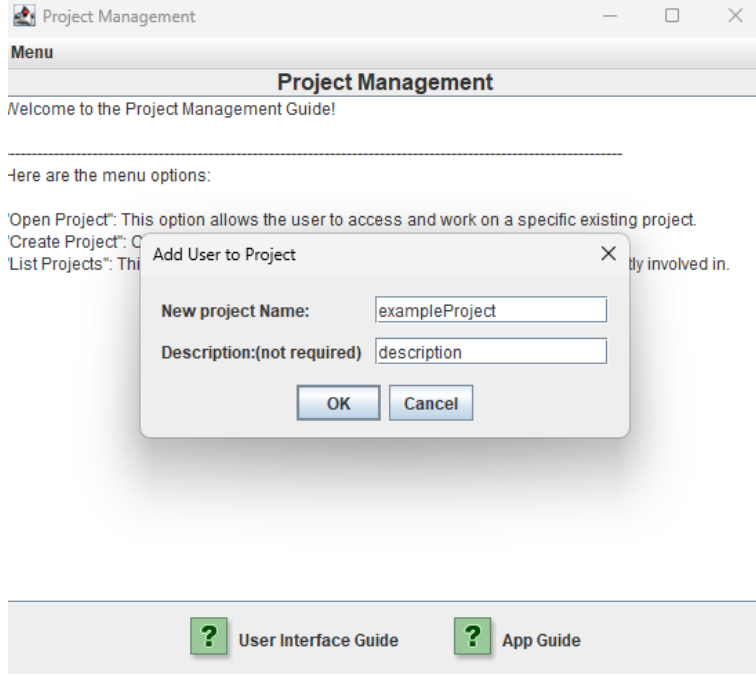 Project Management
Menu
Project Management
Welcome to the Project Management Guide!
Here are the menu options:
"Open Project": This option allows the user to access and work on a specific existing project.
"Create Project": C
"List Projects": Thi tly involved in.
Add User to Project
New project Name: exampleProject
Description:(not required) description
OK Cancel
? User Interface Guide ? App Guide